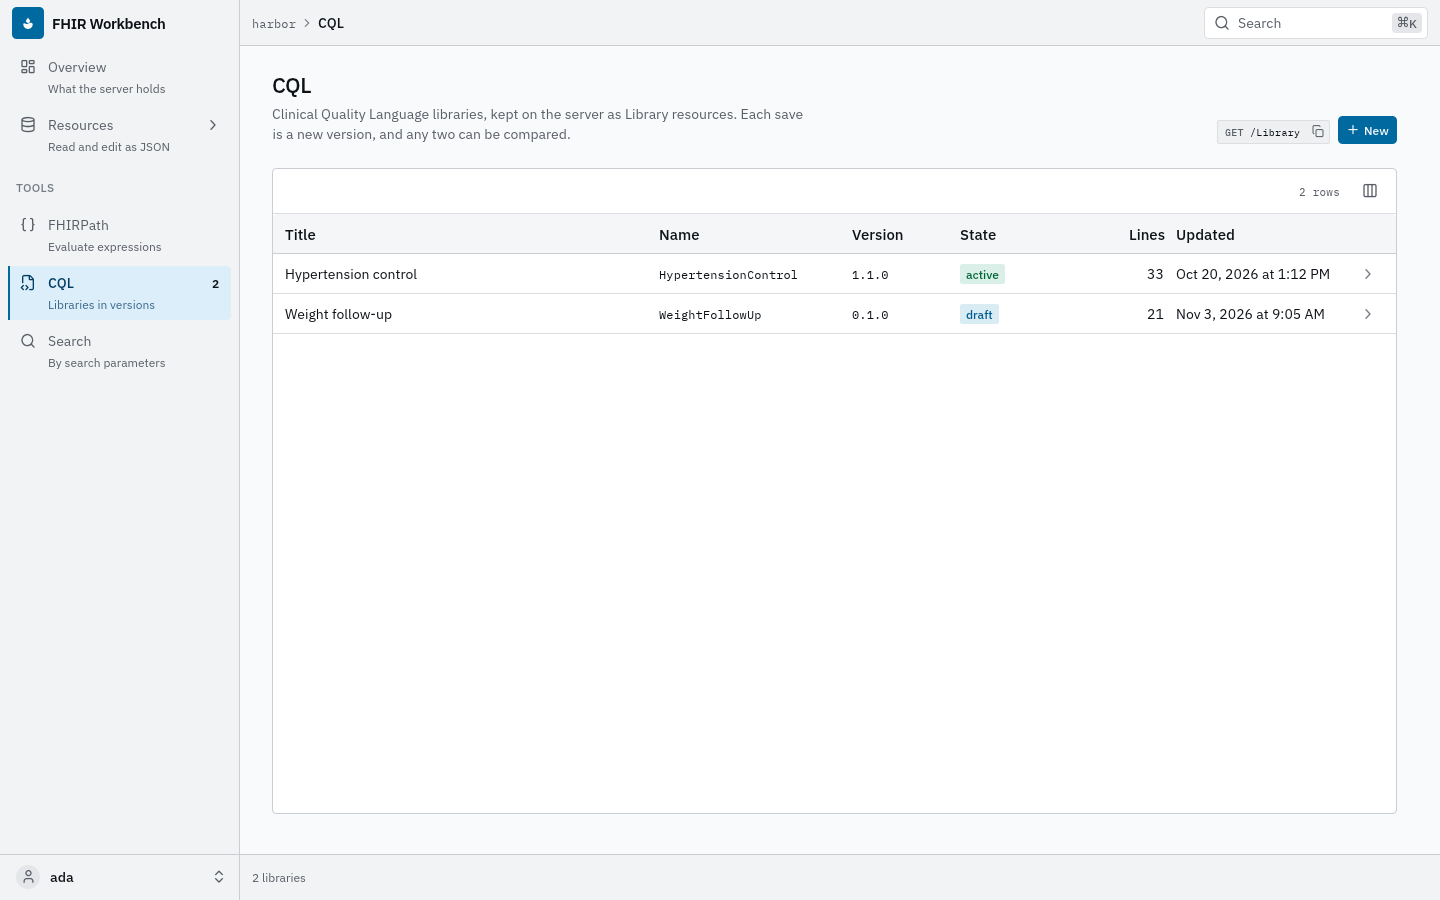 FHIR Workbench
harbor > CQL
Search ⌘K
Overview
What the server holds
Resources
Read and edit as JSON
TOOLS
FHIRPath
Evaluate expressions
CQL 2
Libraries in versions
Search
By search parameters
ada
CQL
Clinical Quality Language libraries, kept on the server as Library resources. Each save
is a new version, and any two can be compared.
GET /Library
New
2 rows
Title Name Version State Lines Updated
Hypertension control HypertensionControl 1.1.0 active 33 Oct 20, 2026 at 1:12 PM
Weight follow-up WeightFollowUp 0.1.0 draft 21 Nov 3, 2026 at 9:05 AM
2 libraries